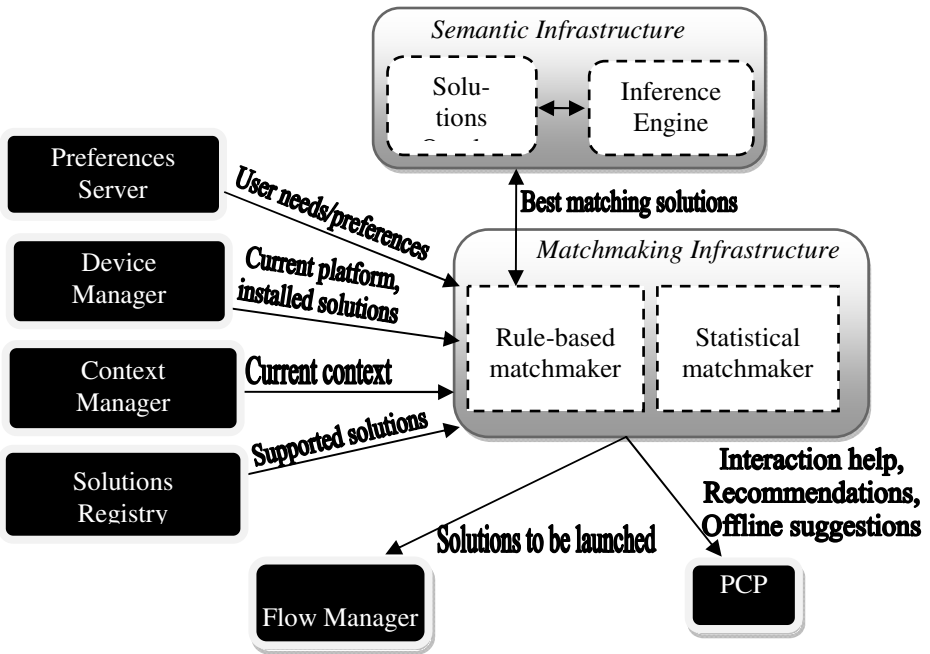 Semantic Infrastructure
Solu-
tions
Inference
Engine
Preferences
Server
User needs/preferences
Best matching solutions
Device
Manager
Current platform,
installed solutions
Matchmaking Infrastructure
Rule-based
matchmaker
Statistical
matchmaker
Context
Manager
Current context
Solutions
Registry
Supported solutions
Interaction help,
Recommendations,
Offline suggestions
Solutions to be launched
Flow Manager
PCP